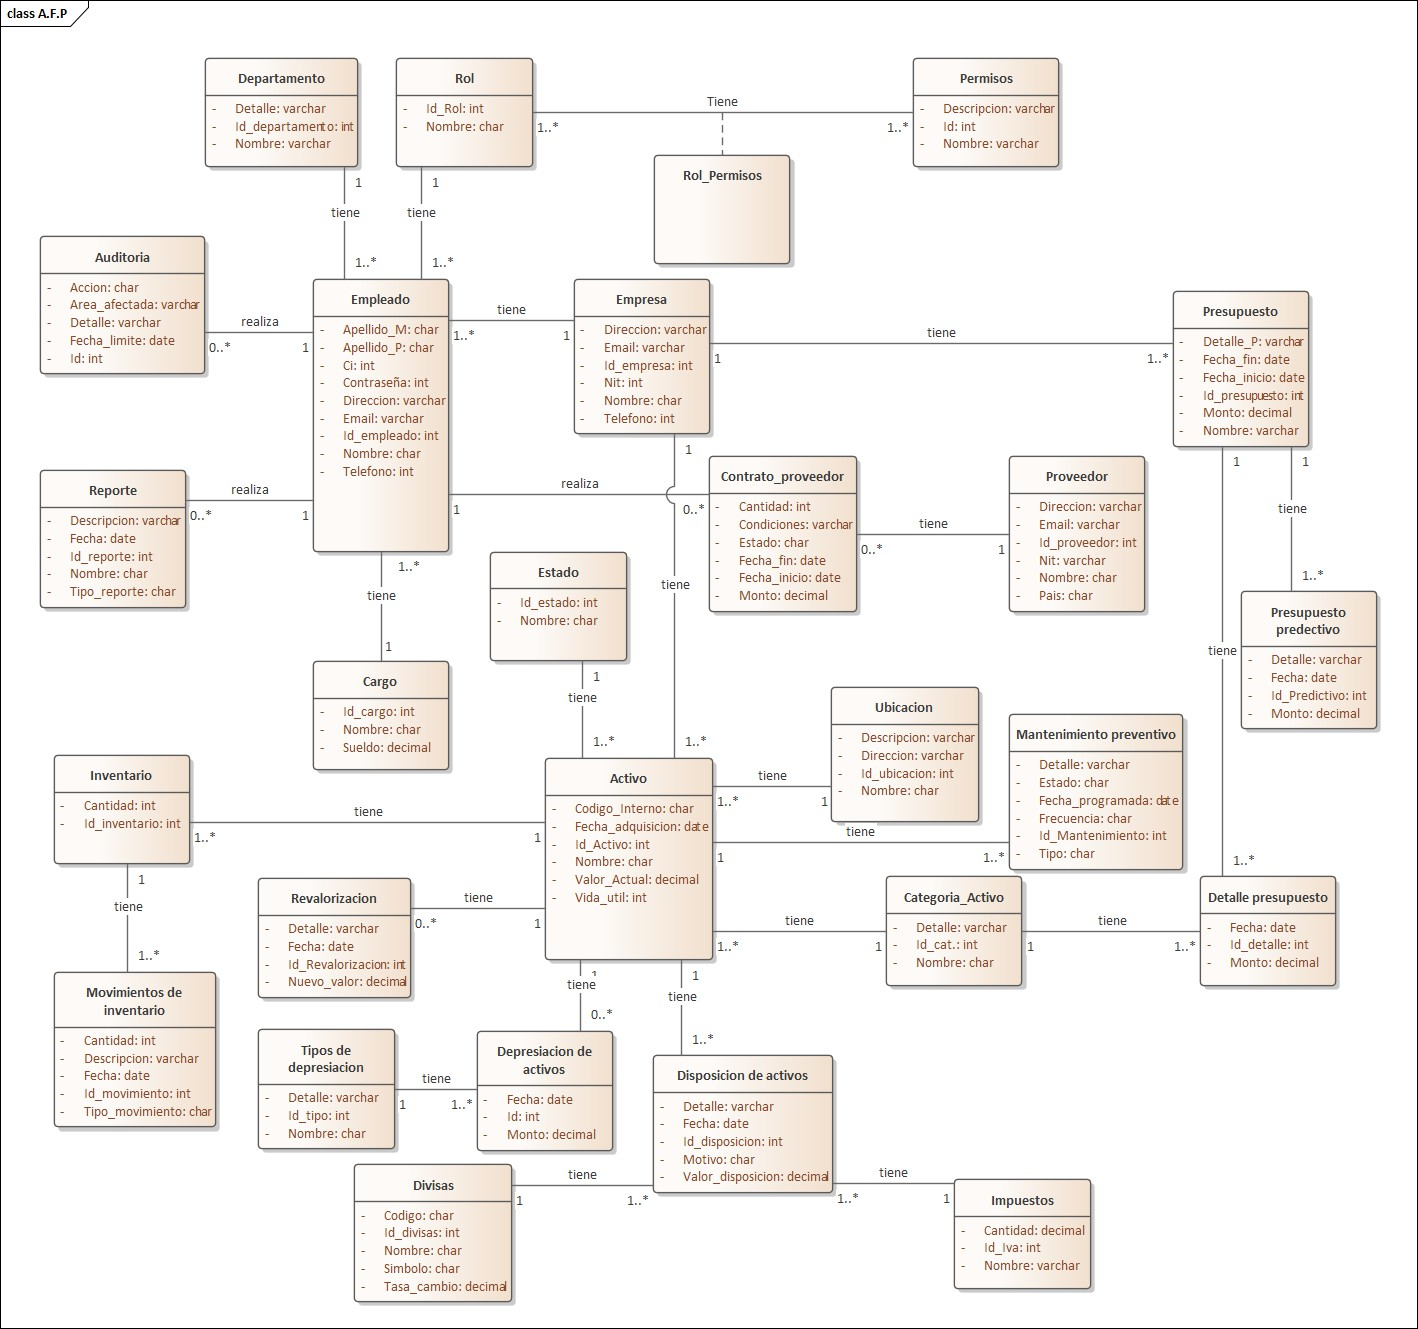 class A.F.P
Departamento
- Detalle: varchar
- Id_departamento: int
- Nombre: varchar
Rol
- Id_Rol: int
- Nombre: char
Tiene
1..*
1..*
Permisos
- Descripcion: varchar
- Id: int
- Nombre: varchar
Rol_Permisos
1
tiene
1..*
1
tiene
1..*
Auditoria
- Accion: char
- Area_afectada: varchar
- Detalle: varchar
- Fecha_limite: date
- Id: int
realiza
0..*
1
Empleado
- Apellido_M: char
- Apellido_P: char
- Ci: int
- Contraseña: int
- Direccion: varchar
- Email: varchar
- Id_empleado: int
- Nombre: char
- Telefono: int
tiene
1..*
1
Empresa
- Direccion: varchar
- Email: varchar
- Id_empresa: int
- Nit: int
- Nombre: char
- Telefono: int
tiene
1
1..*
Presupuesto
- Detalle_P: varchar
- Fecha_fin: date
- Fecha_inicio: date
- Id_presupuesto: int
- Monto: decimal
- Nombre: varchar
Reporte
- Descripcion: varchar
- Fecha: date
- Id_reporte: int
- Nombre: char
- Tipo_reporte: char
realiza
0..*
1
realiza
1
0..*
1
tiene
1..*
Contrato_proveedor
- Cantidad: int
- Condiciones: varchar
- Estado: char
- Fecha_fin: date
- Fecha_inicio: date
- Monto: decimal
tiene
0..*
1
Proveedor
- Direccion: varchar
- Email: varchar
- Id_proveedor: int
- Nit: varchar
- Nombre: char
- Pais: char
1
tiene
1..*
1
tiene
1..*
Presupuesto
predectivo
- Detalle: varchar
- Fecha: date
- Id_Predictivo: int
- Monto: decimal
1..*
tiene
1
Cargo
- Id_cargo: int
- Nombre: char
- Sueldo: decimal
Estado
- Id_estado: int
- Nombre: char
1
tiene
1..*
Ubicacion
- Descripcion: varchar
- Direccion: varchar
- Id_ubicacion: int
- Nombre: char
Mantenimiento preventivo
- Detalle: varchar
- Estado: char
- Fecha_programada: date
- Frecuencia: char
- Id_Mantenimiento: int
- Tipo: char
Inventario
- Cantidad: int
- Id_inventario: int
tiene
1..*
1
Activo
- Codigo_Interno: char
- Fecha_adquisicion: date
- Id_Activo: int
- Nombre: char
- Valor_Actual: decimal
- Vida_util: int
tiene
1..*
1
tiene
1
1..*
1
tiene
1..*
Revalorizacion
- Detalle: varchar
- Fecha: date
- Id_Revalorizacion: int
- Nuevo_valor: decimal
tiene
0..*
1
tiene
1..*
1
Categoria_Activo
- Detalle: varchar
- Id_cat.: int
- Nombre: char
tiene
1
1..*
Detalle presupuesto
- Fecha: date
- Id_detalle: int
- Monto: decimal
Movimientos de
inventario
- Cantidad: int
- Descripcion: varchar
- Fecha: date
- Id_movimiento: int
- Tipo_movimiento: char
1
tiene
0..*
1
tiene
1..*
Tipos de
depresiacion
- Detalle: varchar
- Id_tipo: int
- Nombre: char
tiene
1
1..*
Depresiacion de
activos
- Fecha: date
- Id: int
- Monto: decimal
Disposicion de activos
- Detalle: varchar
- Fecha: date
- Id_disposicion: int
- Motivo: char
- Valor_disposicion: decimal
Divisas
- Codigo: char
- Id_divisas: int
- Nombre: char
- Simbolo: char
- Tasa_cambio: decimal
tiene
1
1..*
tiene
1..*
1
Impuestos
- Cantidad: decimal
- Id_Iva: int
- Nombre: varchar